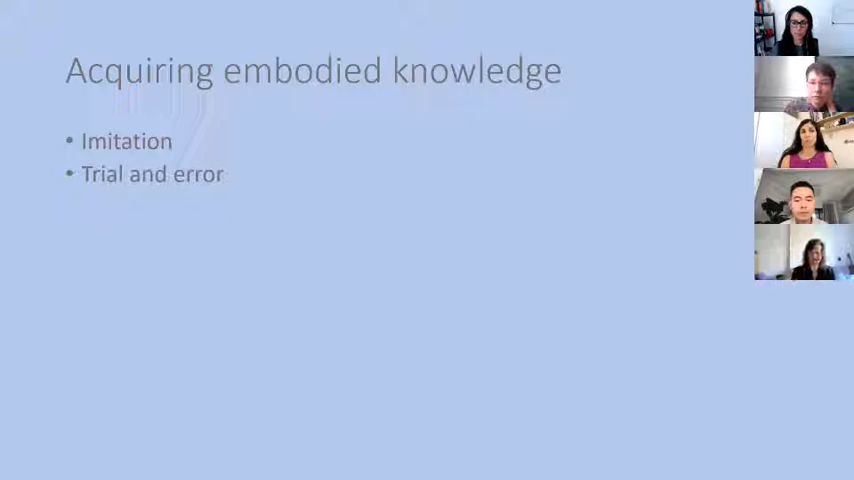 Acquiring embodied knowledge
• Imitation
• Trial and error